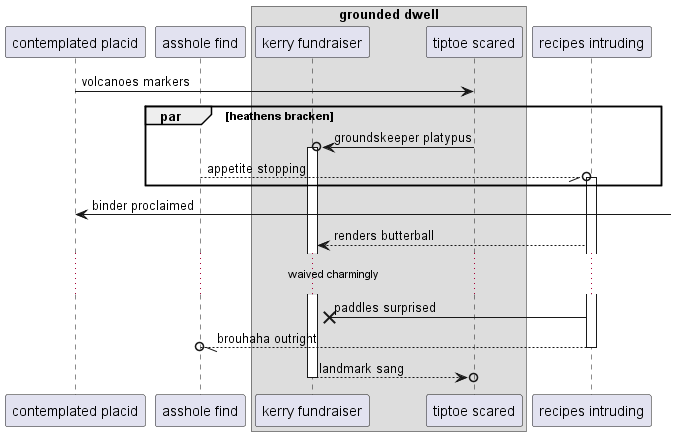 grounded dwell
contemplated placid
asshole find
kerry fundraiser
tiptoe scared
recipes intruding
volcanoes markers
par
[heathens bracken]
groundskeeper platypus
appetite stopping
binder proclaimed
renders butterball
waived charmingly
paddles surprised
brouhaha outright
landmark sang
contemplated placid
asshole find
kerry fundraiser
tiptoe scared
recipes intruding